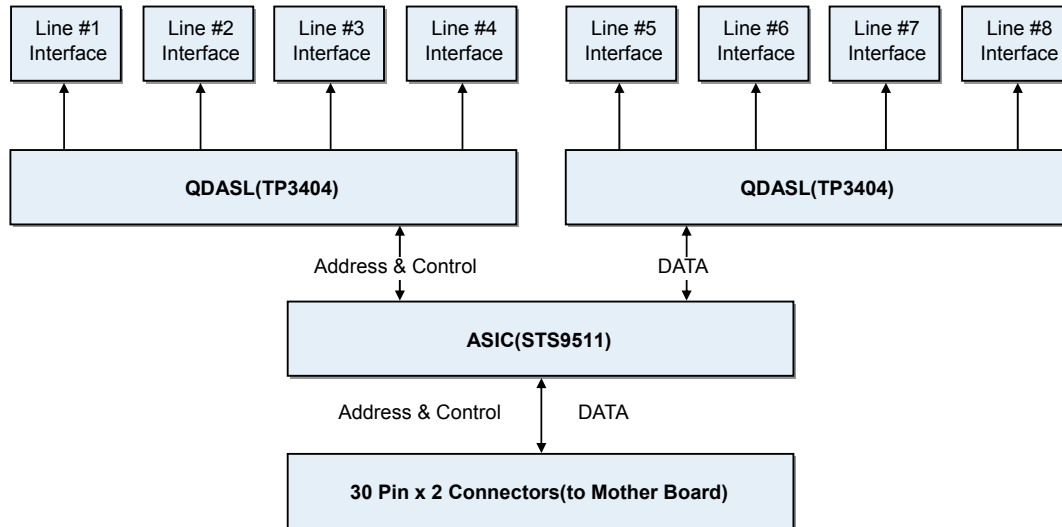 Line #1
Interface
Line #2
Interface
Line #3
Interface
Line #4
Interface
Line #5
Interface
Line #6
Interface
Line #7
Interface
Line #8
Interface
QDASL(TP3404)
QDASL(TP3404)
Address & Control
DATA
ASIC(STS9511)
Address & Control
DATA
30 Pin x 2 Connectors(to Mother Board)